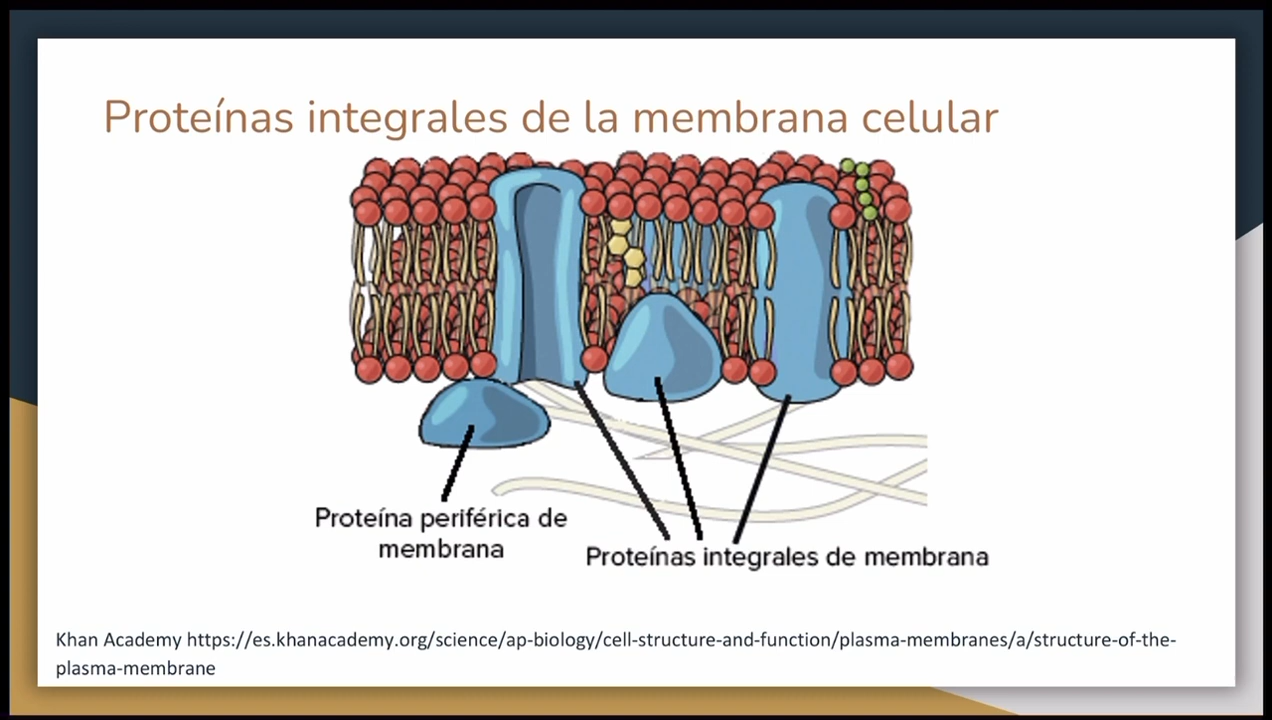 Proteínas integrales de la membrana celular
Proteína periférica de
membrana
Proteínas integrales de membrana
Khan Academy https://es.khanacademy.org/science/ap-biology/cell-structure-and-function/plasma-membranes/a/structure-of-the-
plasma-membrane